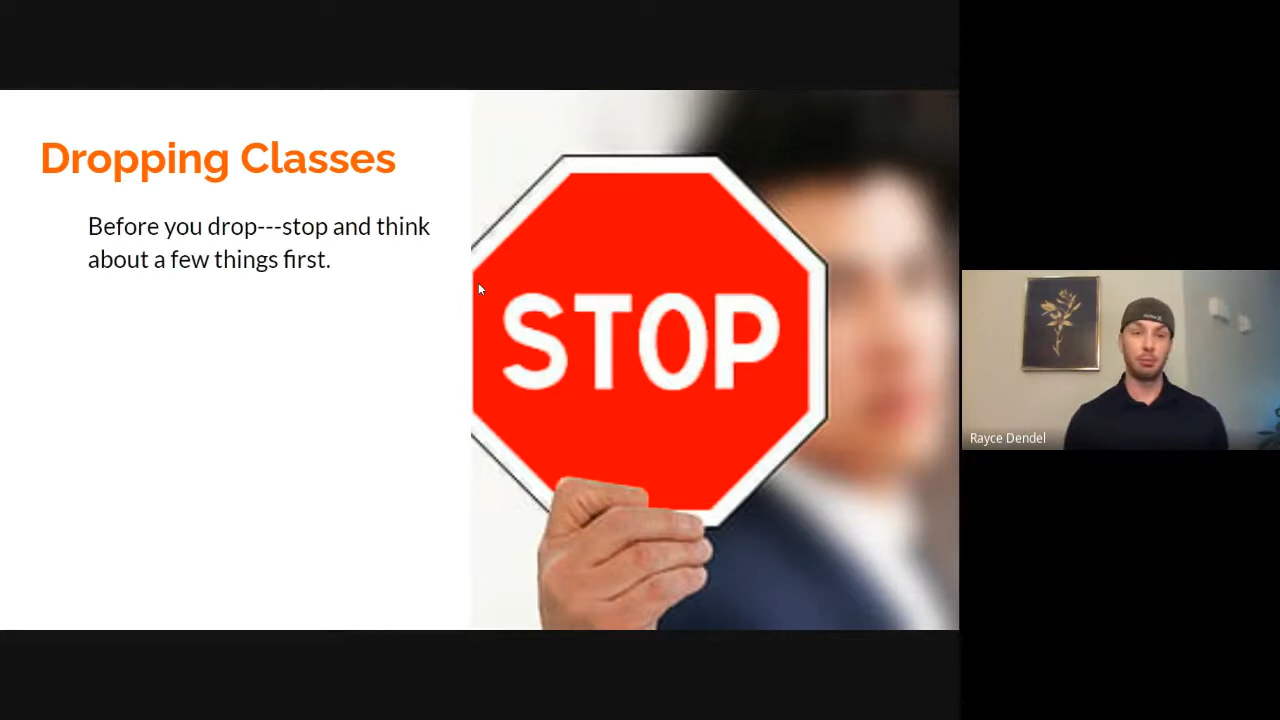 Dropping Classes
Before you drop---stop and think
about a few things first.
STOP
Rayce Dendel